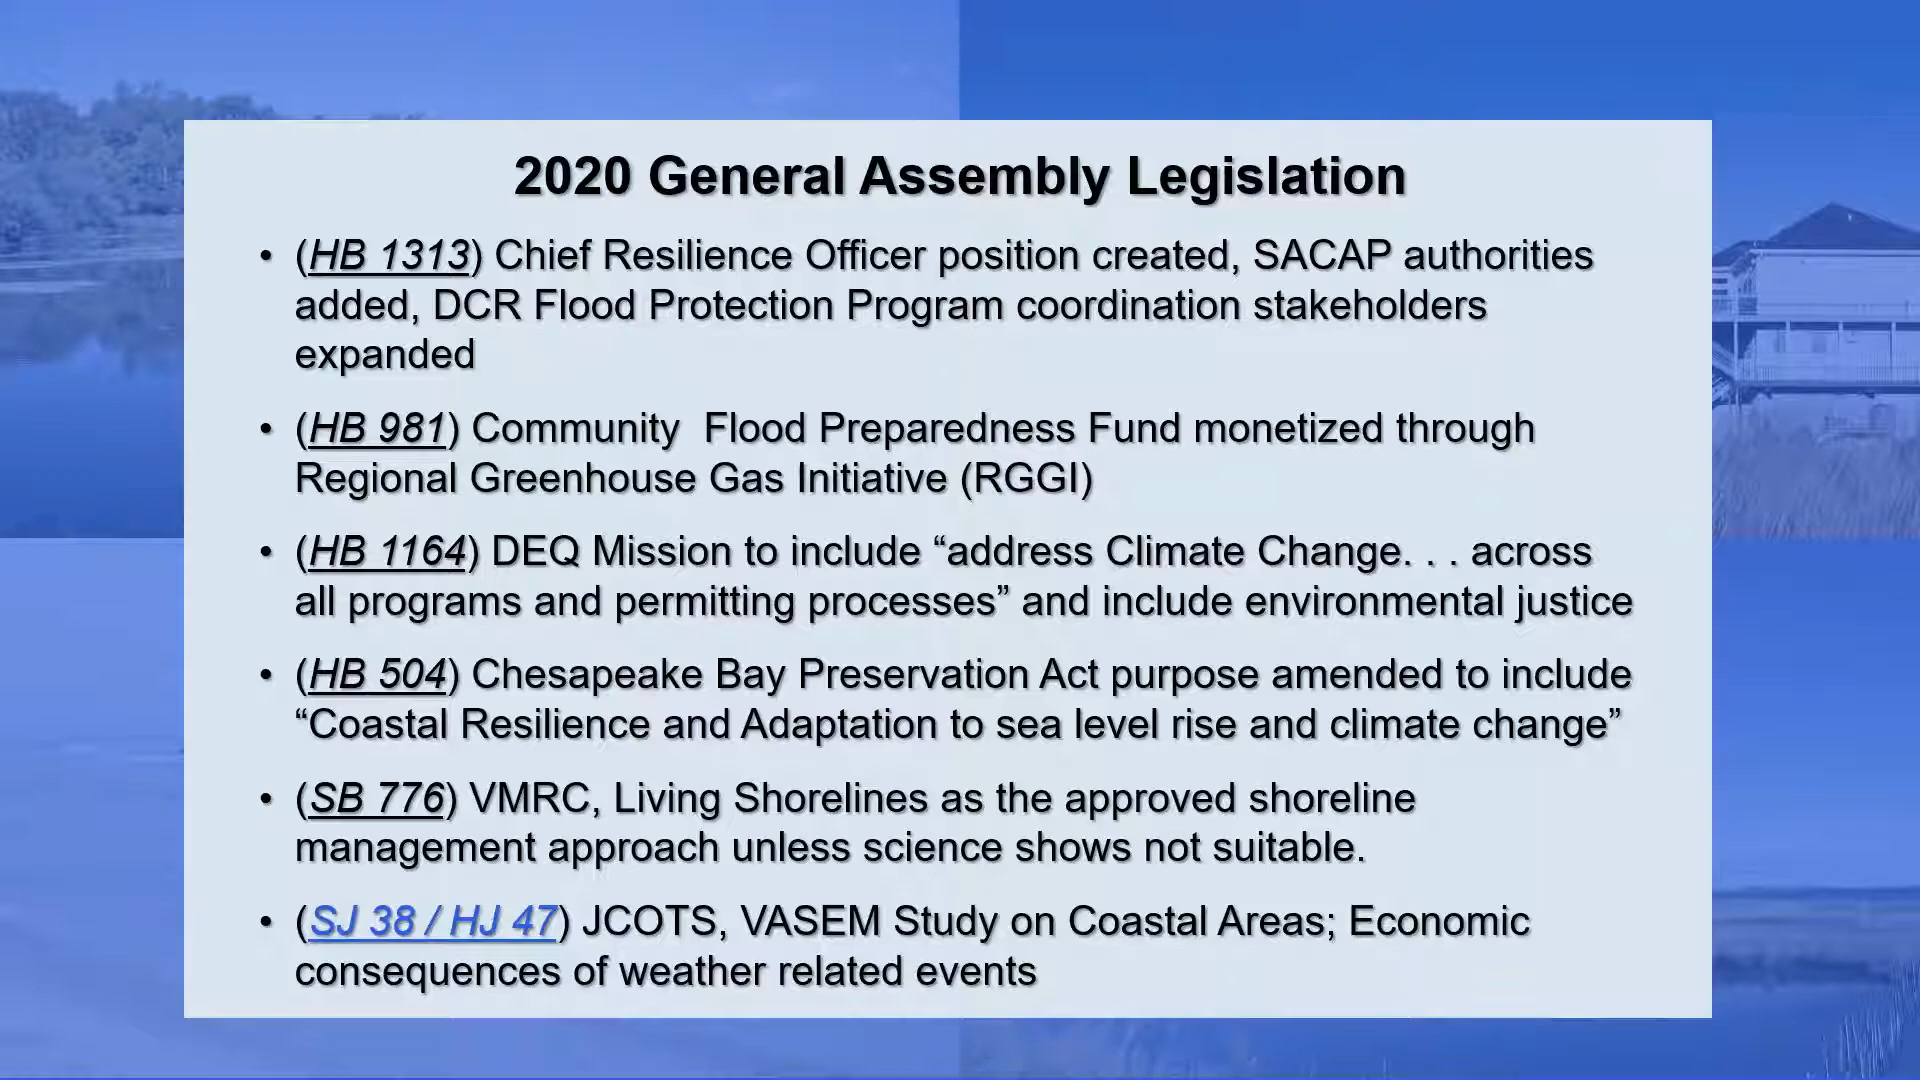 2020 General Assembly Legislation
• (HB 1313) Chief Resilience Officer position created, SACAP authorities
added, DCR Flood Protection Program coordination stakeholders
expanded
• (HB 981) Community  Flood Preparedness Fund monetized through
Regional Greenhouse Gas Initiative (RGGI)
• (HB 1164) DEQ Mission to include “address Climate Change. . . across
all programs and permitting processes” and include environmental justice
• (HB 504) Chesapeake Bay Preservation Act purpose amended to include
“Coastal Resilience and Adaptation to sea level rise and climate change”
• (SB 776) VMRC, Living Shorelines as the approved shoreline
management approach unless science shows not suitable.
• (SJ 38 / HJ 47) JCOTS, VASEM Study on Coastal Areas; Economic
consequences of weather related events